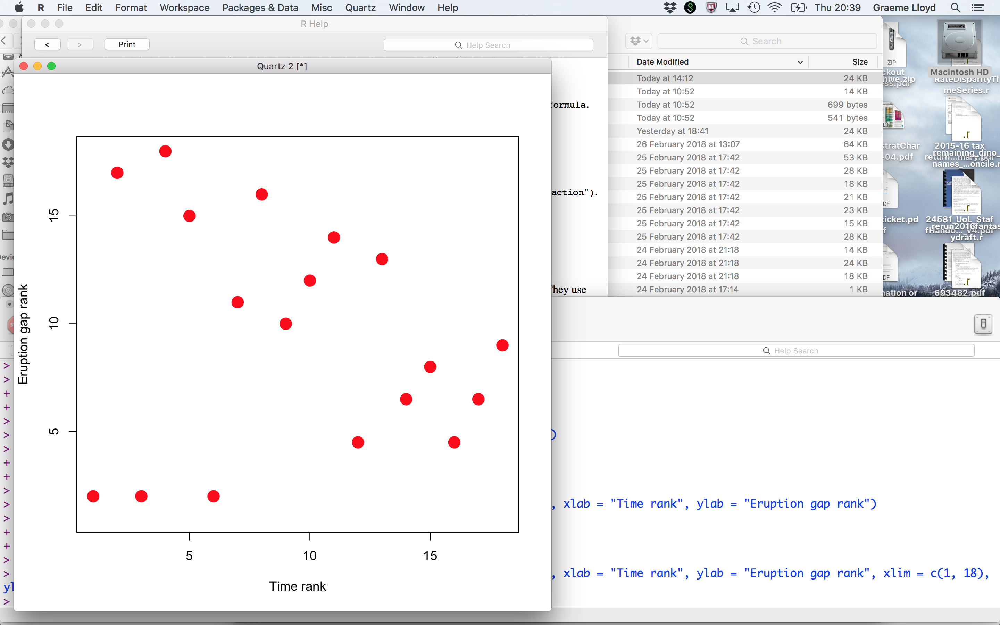 R File Edit Format Workspace Packages & Data Misc Quartz Window Help Thu 20:39 Graeme Lloyd
R Help
< > Print Help Search
Search
Quartz 2 [*]
Date Modified Size
Today at 14:12 24 KB
Today at 10:52 14 KB
Today at 10:52 699 bytes
Today at 10:52 541 bytes
Yesterday at 18:41 24 KB
26 February 2018 at 13:07 64 KB
25 February 2018 at 17:42 53 KB
25 February 2018 at 17:42 28 KB
25 February 2018 at 17:42 18 KB
25 February 2018 at 17:42 21 KB
25 February 2018 at 17:42 23 KB
25 February 2018 at 17:42 15 KB
25 February 2018 at 17:42 28 KB
24 February 2018 at 21:18 14 KB
24 February 2018 at 21:18 24 KB
24 February 2018 at 21:18 18 KB
24 February 2018 at 17:14 1 KB
ormula.
action").
They use
Eruption gap rank
15
10
5
5 10 15
Time rank
ZIP
ckout
hive.zip
ess.pdf
Macintosh HD
RateDisparityTi
meSeries.r
.r
stratChar
-04.pdf
2015-16 tax
return...mary.pdf
remaining_dino_
names_...oncile.r
DF
.r
icket.pd
f
24581_UoL_Staf
fHandb..._v4.pdf
rerun2016fantas
ydraft.r
DF
.r
nation or
693482.pdf
Devic
Help Search
>
>
+
+
>
> )
>
+
+
>
> , xlab = "Time rank", ylab = "Eruption gap rank")
>
+
+
>
> , xlab = "Time rank", ylab = "Eruption gap rank", xlim = c(1, 18),
yl
>